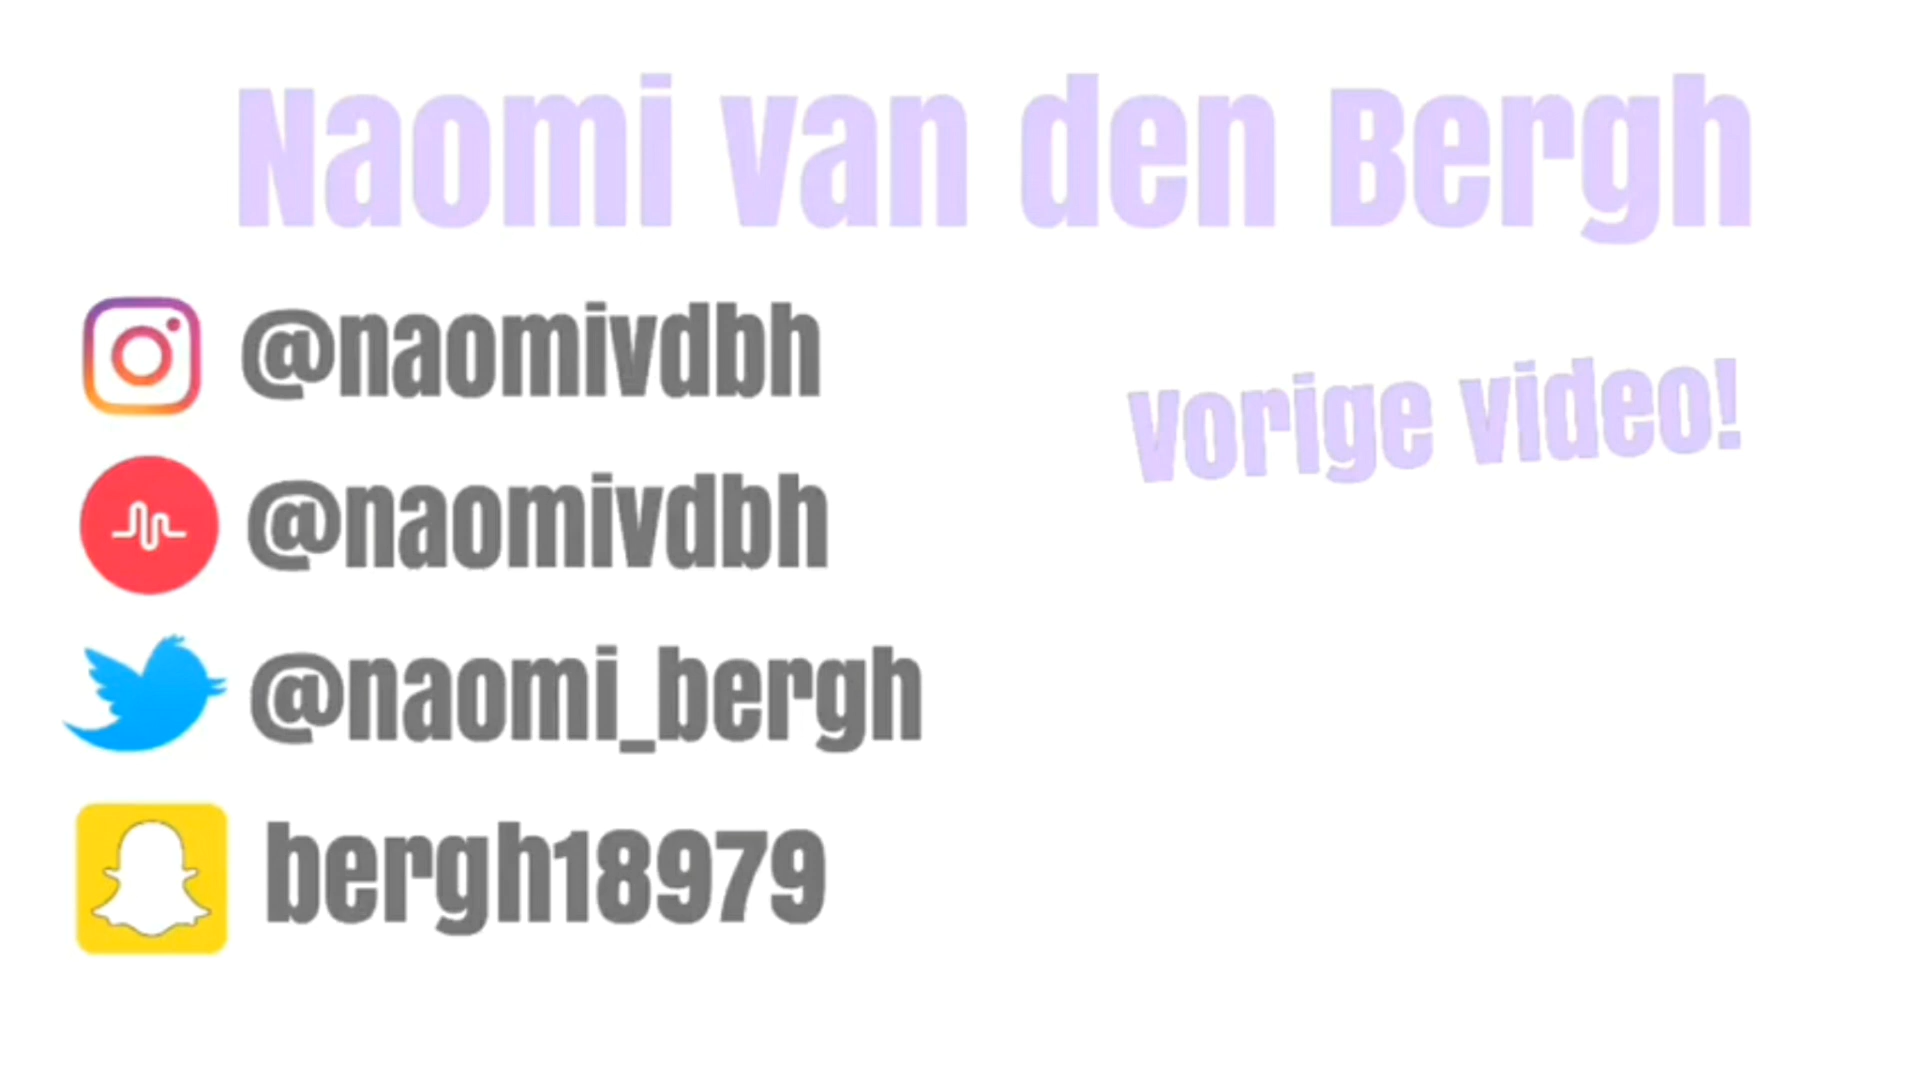 Naomi van den Bergh
@naomivdbh
@naomivdbh
@naomi_bergh
bergh18979
Vorige video!